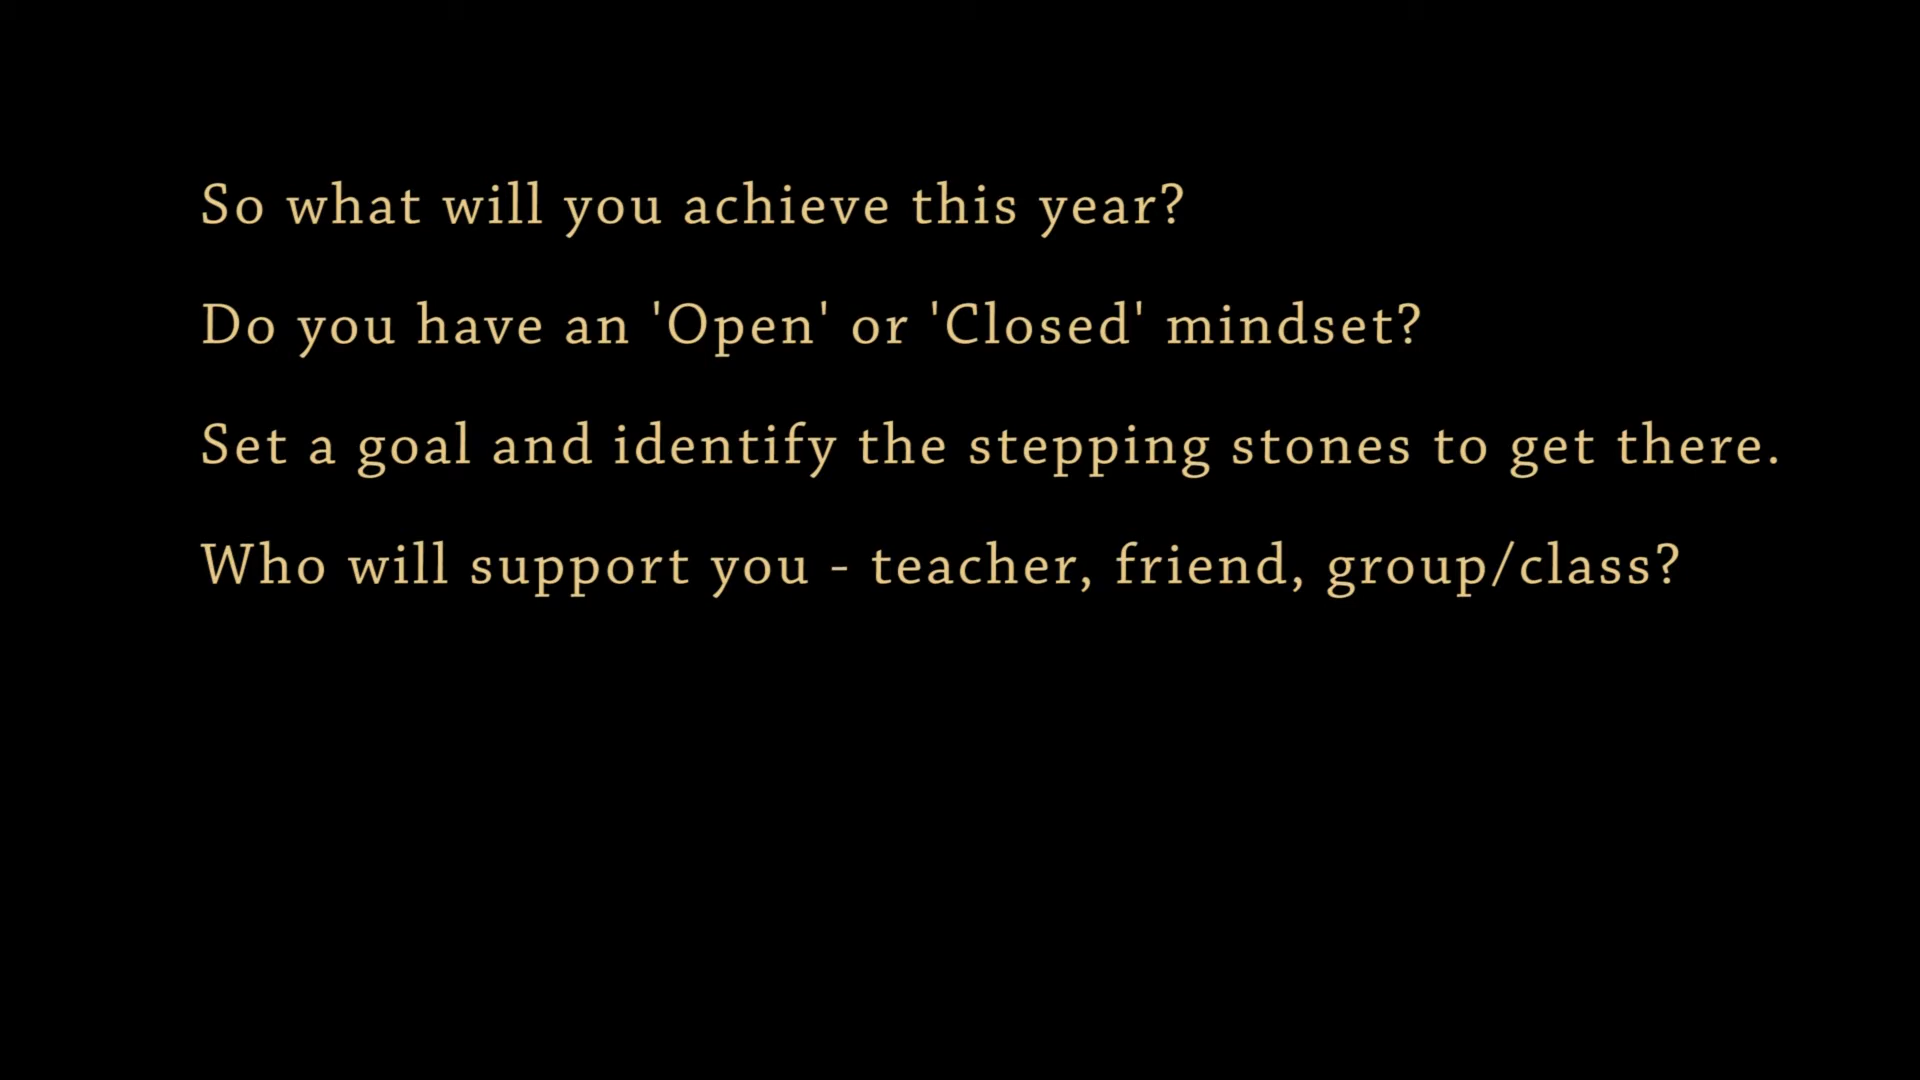 So what will you achieve this year?
Do you have an 'Open' or 'Closed' mindset?
Set a goal and identify the stepping stones to get there.
Who will support you - teacher, friend, group/class?